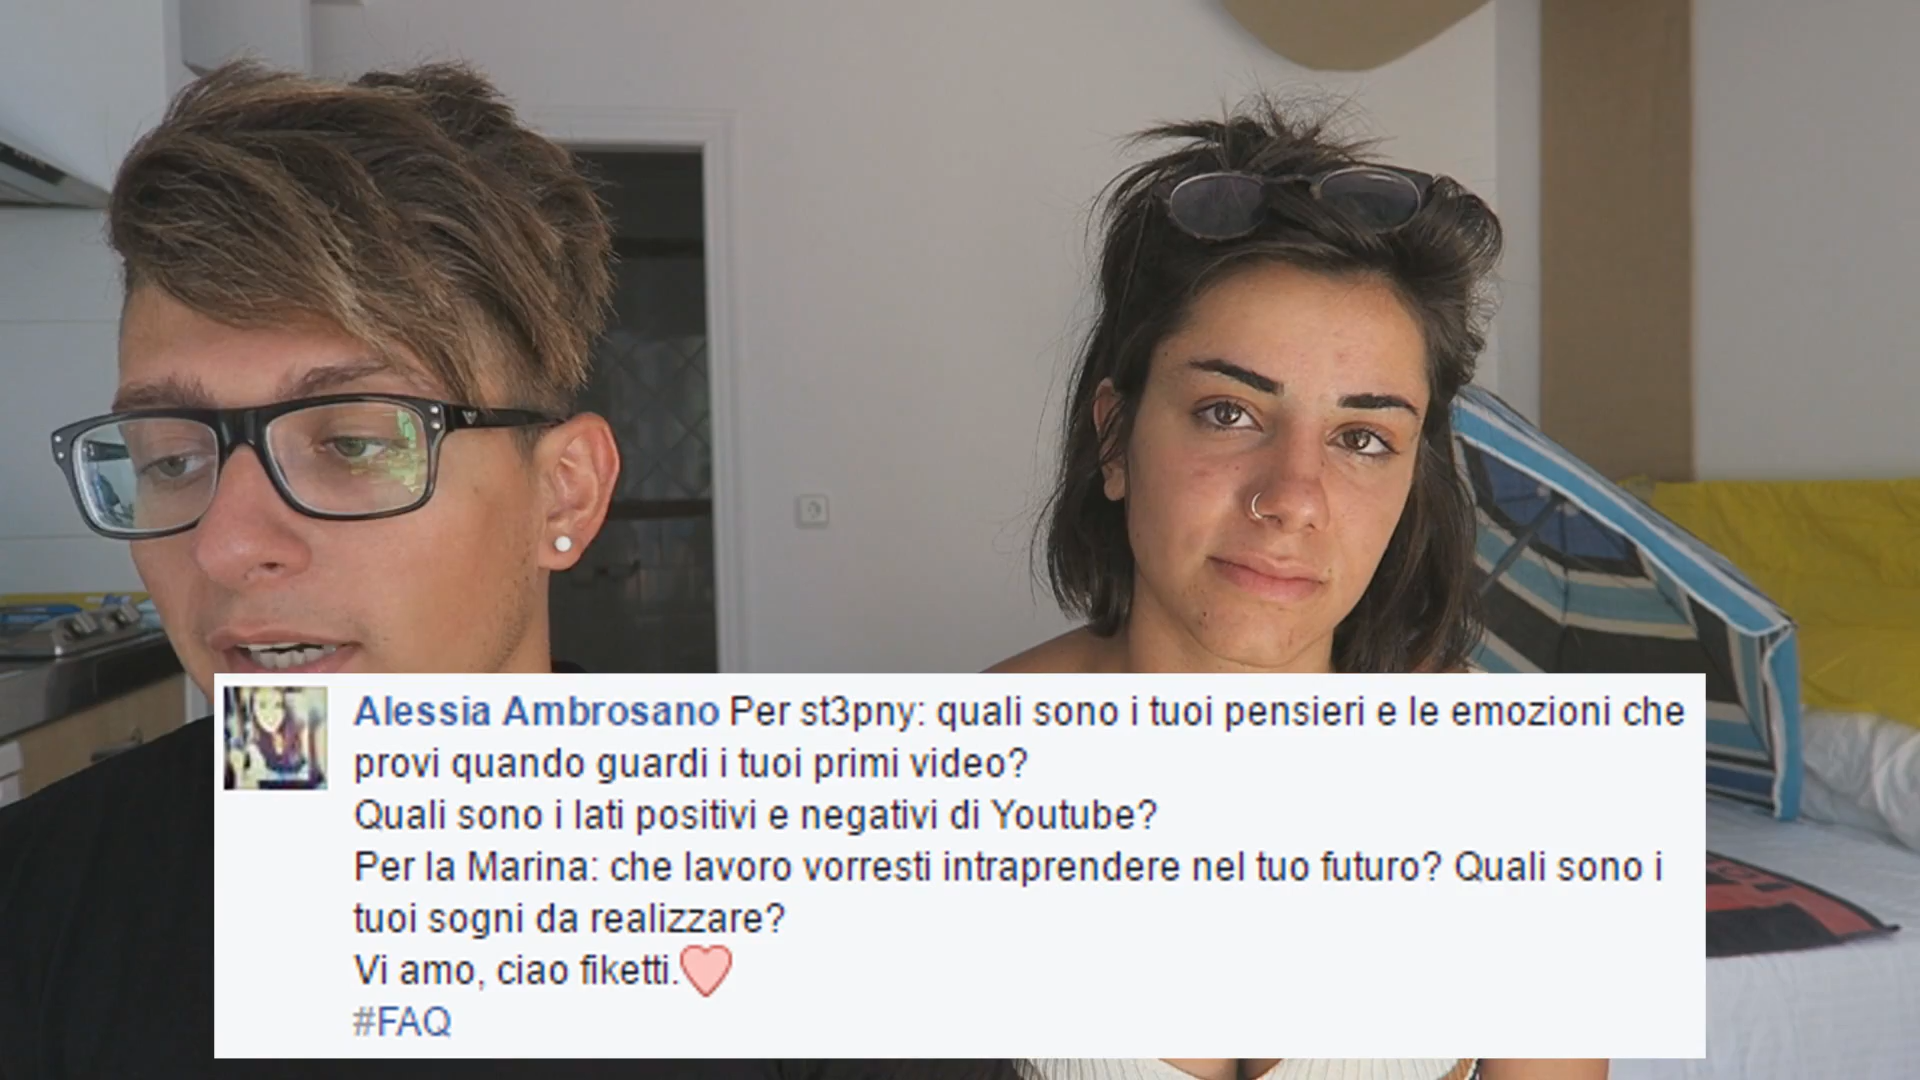 Alessia Ambrosano Per st3pny: quali sono i tuoi pensieri e le emozioni che
provi quando guardi i tuoi primi video?
Quali sono i lati positivi e negativi di Youtube?
Per la Marina: che lavoro vorresti intraprendere nel tuo futuro? Quali sono i
tuoi sogni da realizzare?
Vi amo, ciao fiketti.
#FAQ